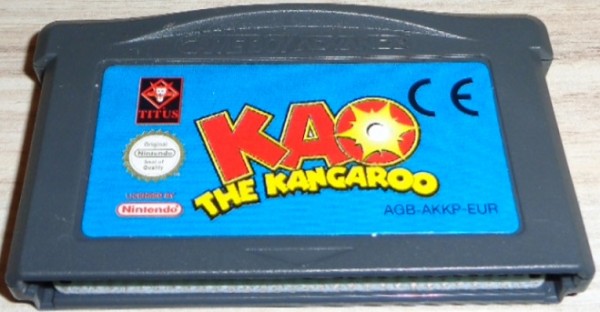 GAME BOY ADVANCE
TITUS
Original
Nintendo
Seal of
Quality
LICENSED BY
Nintendo
KAO
THE KANGAROO
CE
AGB-AKKP-EUR